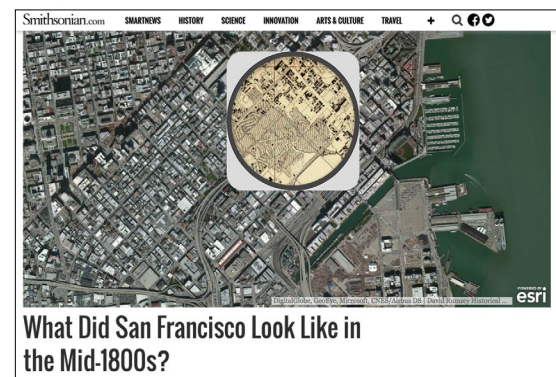 Smithsonian.com SMARTNEWS HISTORY SCIENCE INNOVATION ARTS & CULTURE TRAVEL +
DigitalGlobe, GeoEye, Microsoft, CNES/Airbus DS | David Rumsey Historical ...
POWERED BY
esri
What Did San Francisco Look Like in
the Mid-1800s?